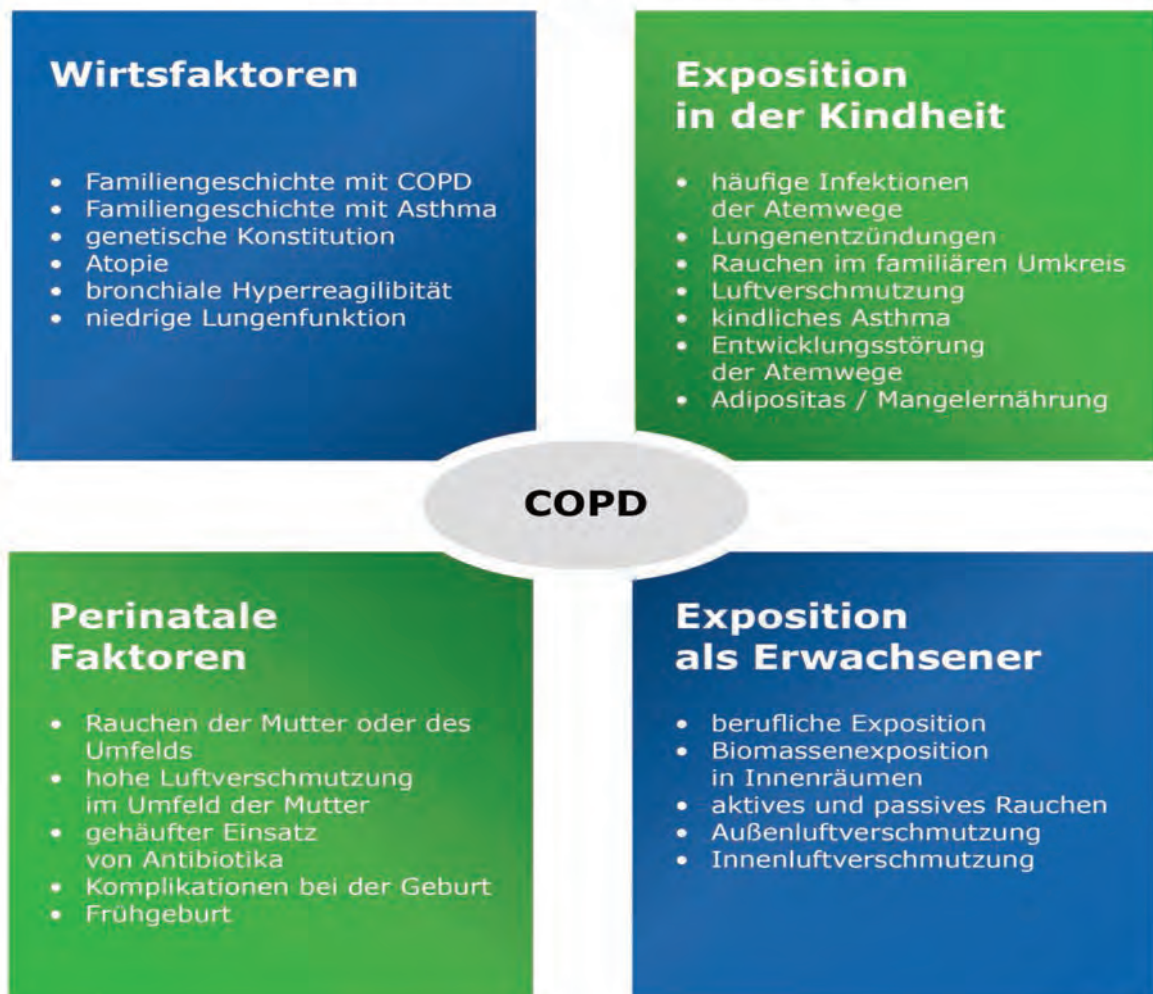 Wirtsfaktoren
• Familiengeschichte mit COPD
• Familiengeschichte mit Asthma
• genetische Konstitution
• Atopie
• bronchiale Hyperreagilibität
• niedrige Lungenfunktion
Exposition
in der Kindheit
• häufige Infektionen
der Atemwege
• Lungenentzündungen
• Rauchen im familiären Umkreis
• Luftverschmutzung
• kindliches Asthma
• Entwicklungsstörung
der Atemwege
• Adipositas / Mangelernährung
COPD
Perinatale
Faktoren
• Rauchen der Mutter oder des
Umfelds
• hohe Luftverschmutzung
im Umfeld der Mutter
• gehäufter Einsatz
von Antibiotika
• Komplikationen bei der Geburt
• Frühgeburt
Exposition
als Erwachsener
• berufliche Exposition
• Biomassenexposition
in Innenräumen
• aktives und passives Rauchen
• Außenluftverschmutzung
• Innenluftverschmutzung